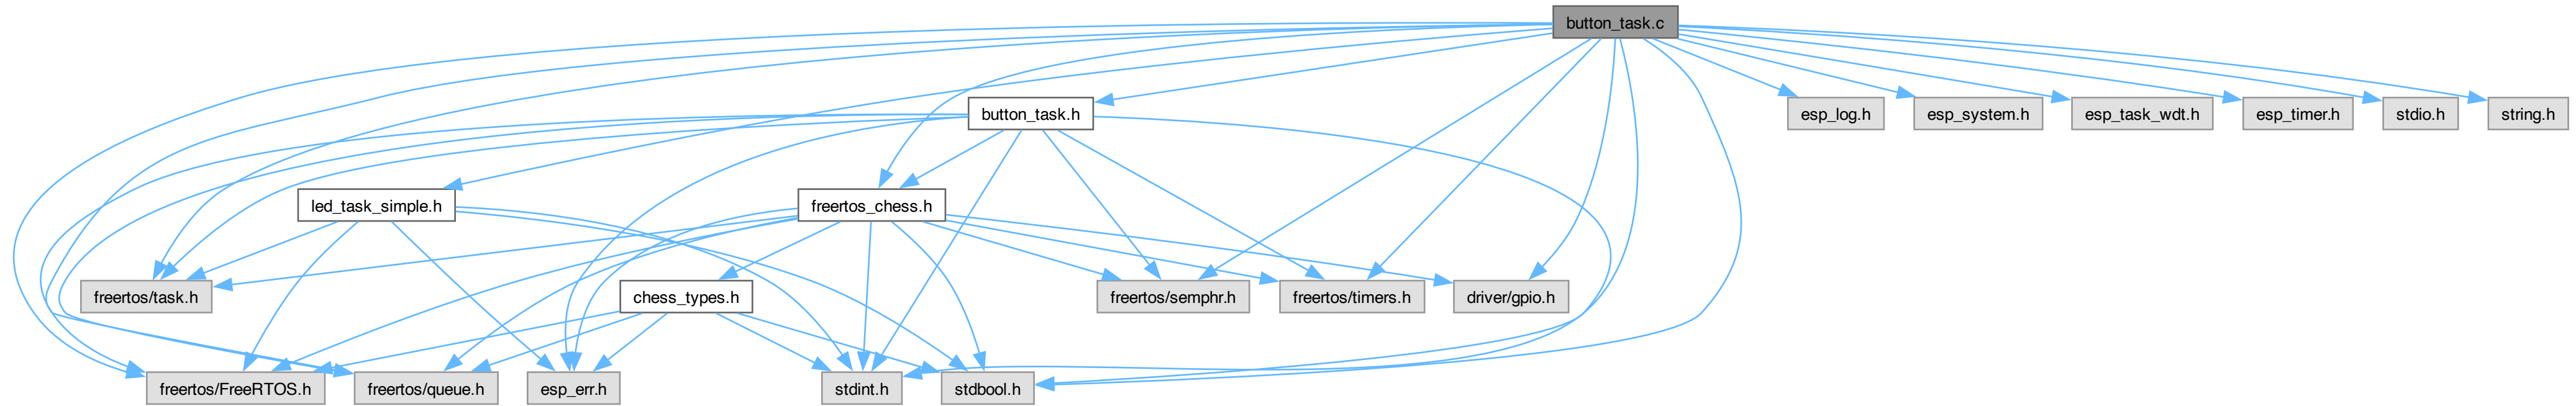 button_task.c
button_task.h
esp_log.h
esp_system.h
esp_task_wdt.h
esp_timer.h
stdio.h
string.h
led_task_simple.h
freertos_chess.h
freertos/task.h
chess_types.h
freertos/semphr.h
freertos/timers.h
driver/gpio.h
freertos/FreeRTOS.h
freertos/queue.h
esp_err.h
stdint.h
stdbool.h